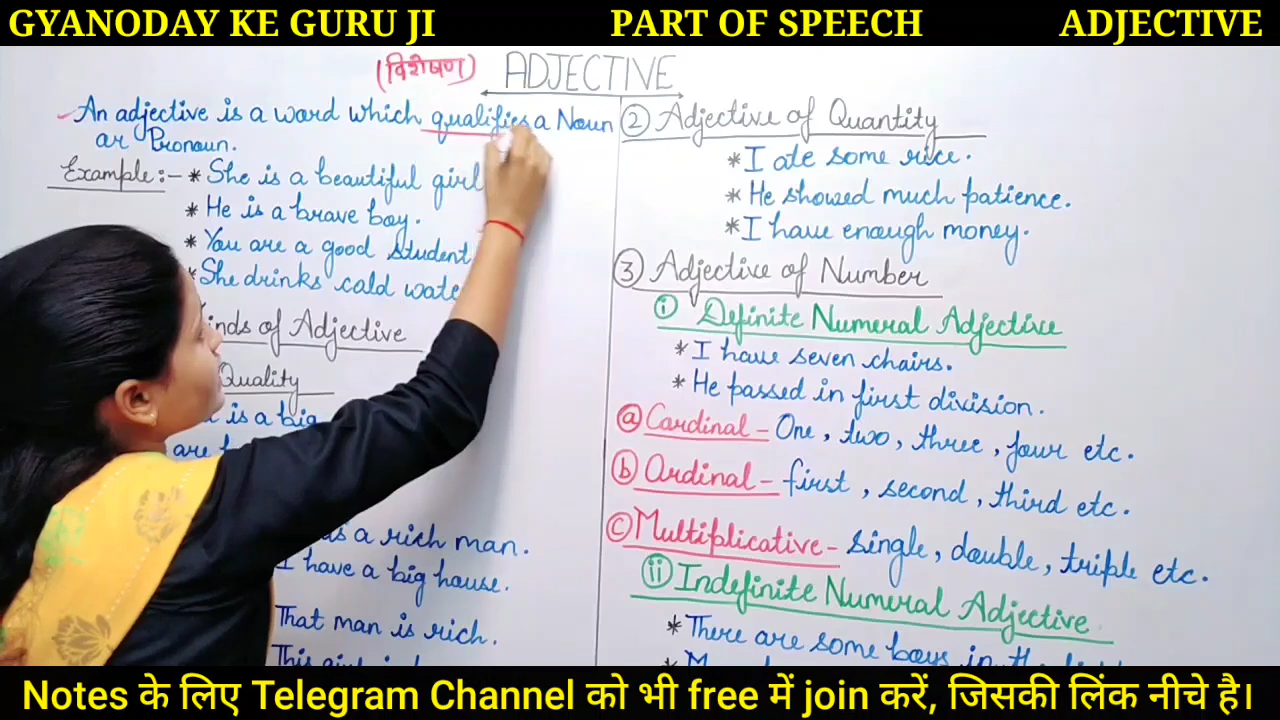 GYANODAY KE GURU JI PART OF SPEECH ADJECTIVE
(विशेषण) ADJECTIVE
An adjective is a word which qualifies a Noun
or Pronoun.
Example:- * She is a beautiful girl
* He is a brave boy.
* You are a good student
* She drinks cold wate
inds of Adjective
Quality
is a big
are
is a rich man.
I have a big house.
That man is rich.
This
② Adjective of Quantity
* I ate some rice.
* He showed much patience.
* I have enough money.
③ Adjective of Number
ⓘ Definite Numeral Adjective
* I have seven chairs.
* He passed in first division.
ⓐ Cardinal - One, two, three, four etc.
ⓑ Ordinal - first, second, third etc.
ⓒ Multiplicative - single, double, triple etc.
ⓘⓘ Indefinite Numeral Adjective
* There are some boys in the
Notes के लिए Telegram Channel को भी free में join करें, जिसकी लिंक नीचे है।